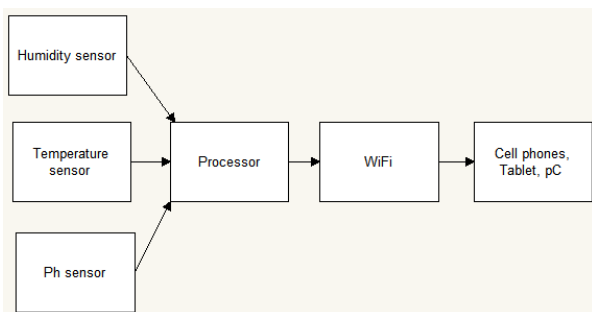 Humidity sensor
Temperature
sensor
Processor
WiFi
Cell phones,
Tablet, pC
Ph sensor